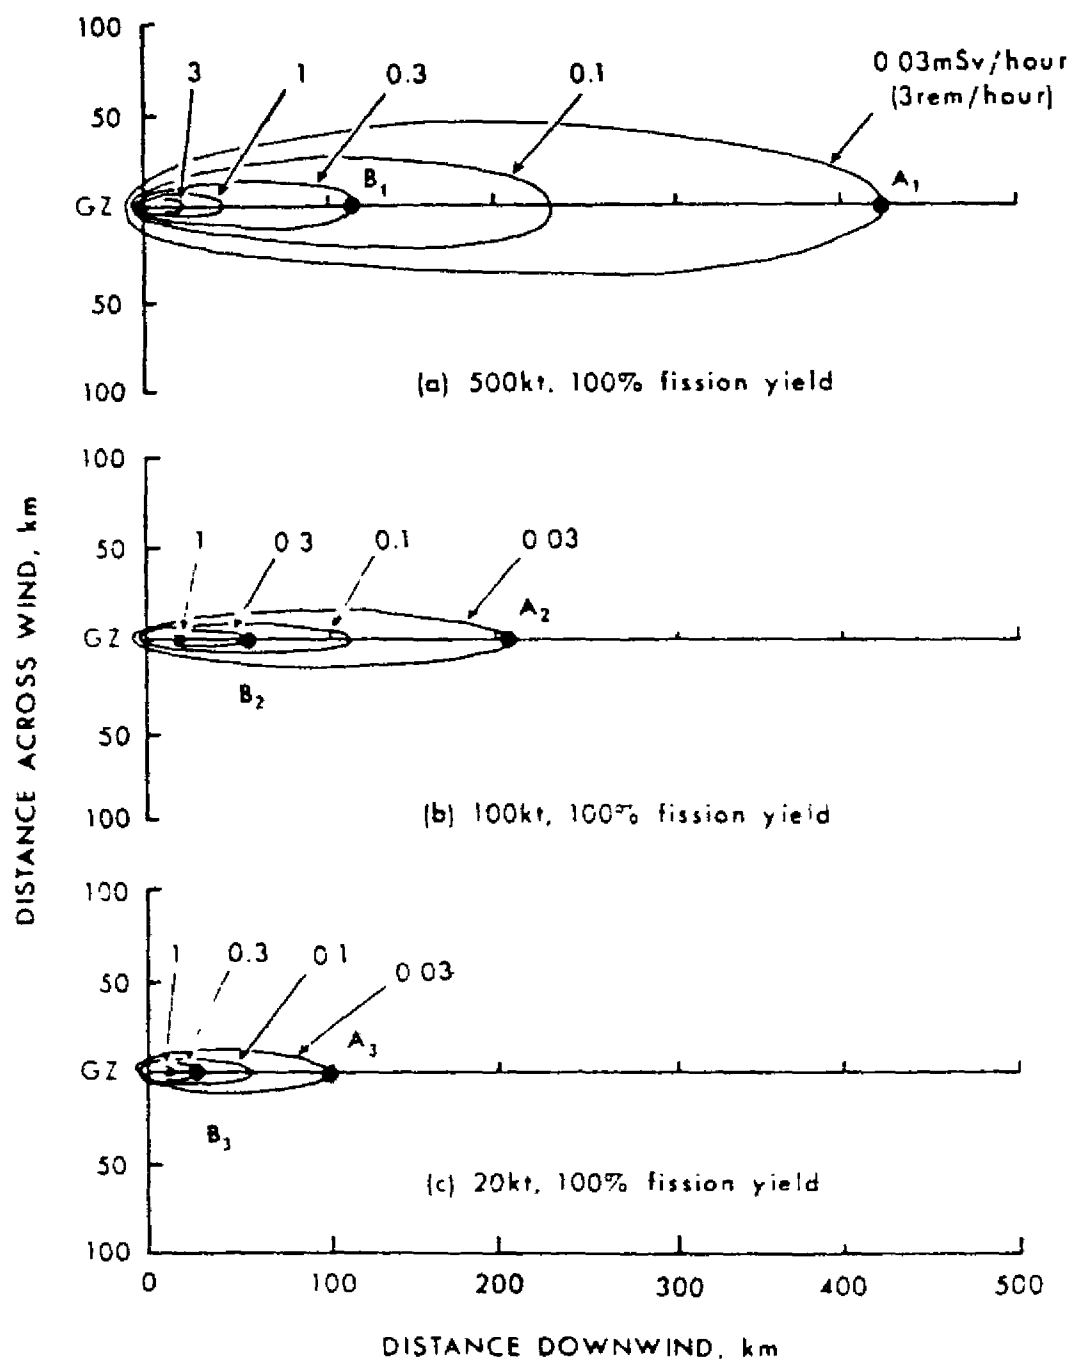 100
3 1 0.3 0.1 0 03mSv/hour
(3rem/hour)
50
B1 A1
GZ
50
(a) 500kt, 100% fission yield
100
100
50
1 0 3 0.1 0 03
A2
GZ
B2
50
(b) 100kt, 100% fission yield
100
100
1 0.3 0 1 0 03
50
A3
GZ
B3
50
(c) 20kt, 100% fission yield
100
0 100 200 300 400 500
DISTANCE ACROSS WIND, km
DISTANCE DOWNWIND, km